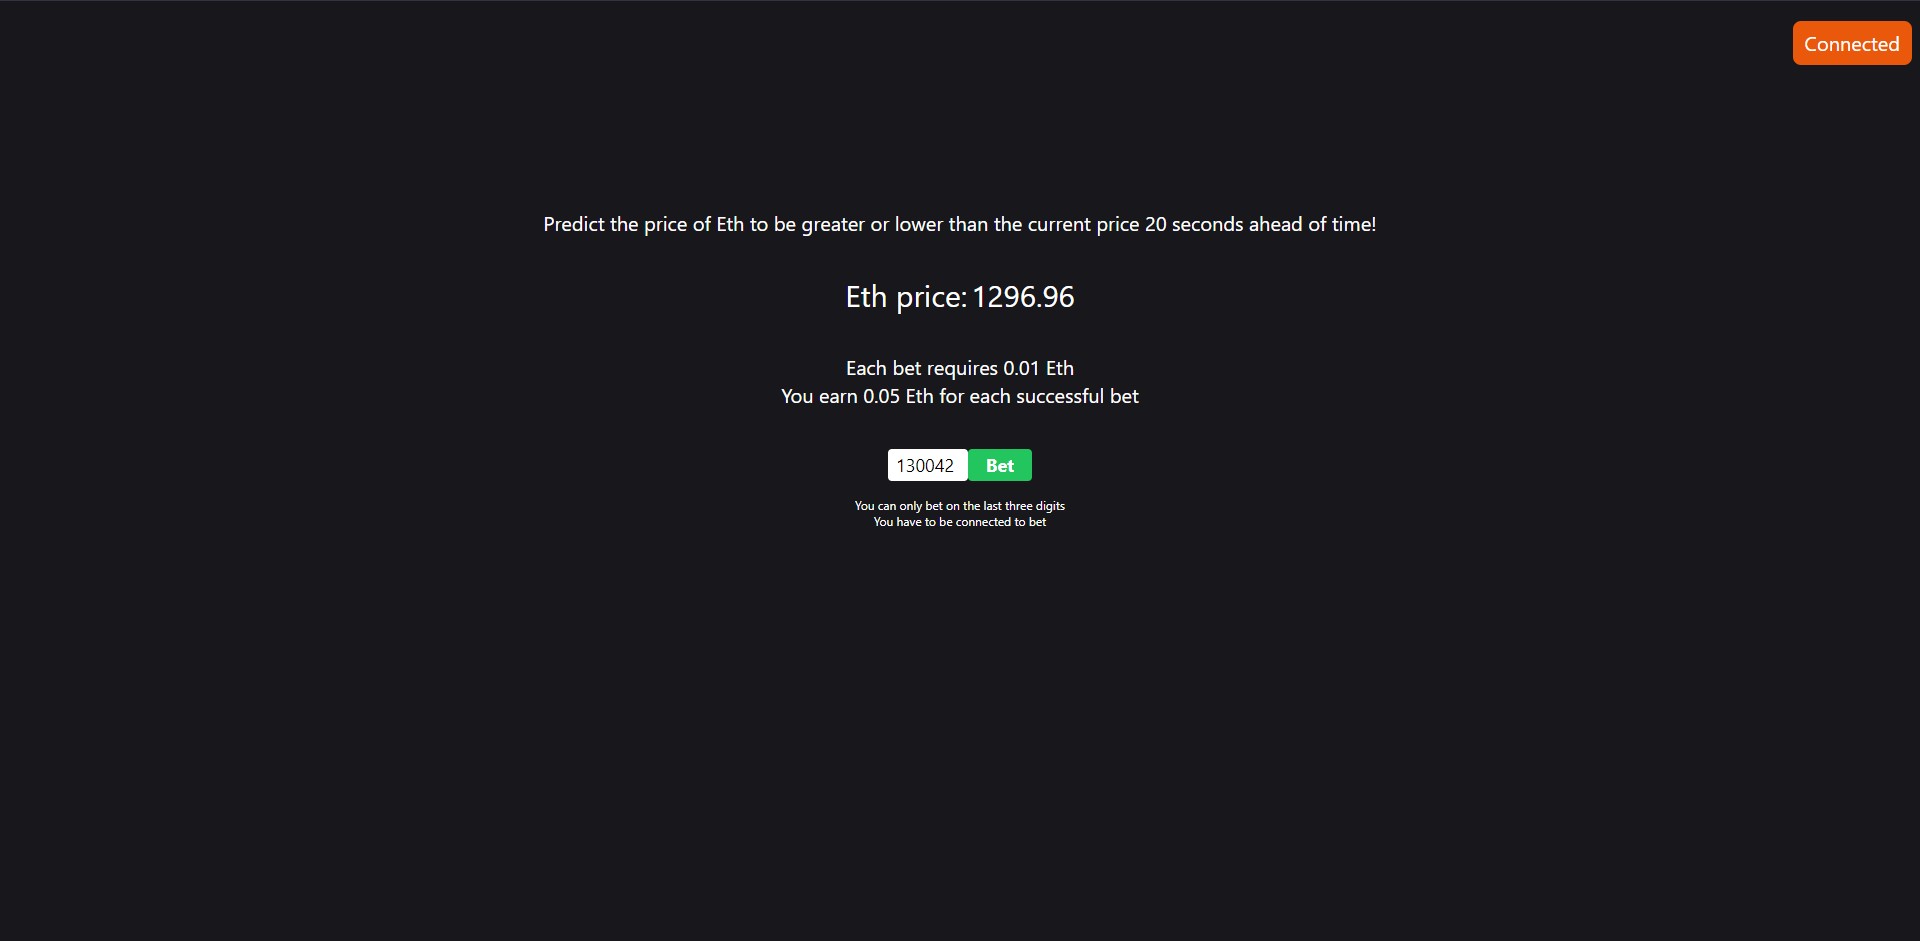 Connected
Predict the price of Eth to be greater or lower than the current price 20 seconds ahead of time!
Eth price: 1296.96
Each bet requires 0.01 Eth
You earn 0.05 Eth for each successful bet
130042 Bet
You can only bet on the last three digits
You have to be connected to bet